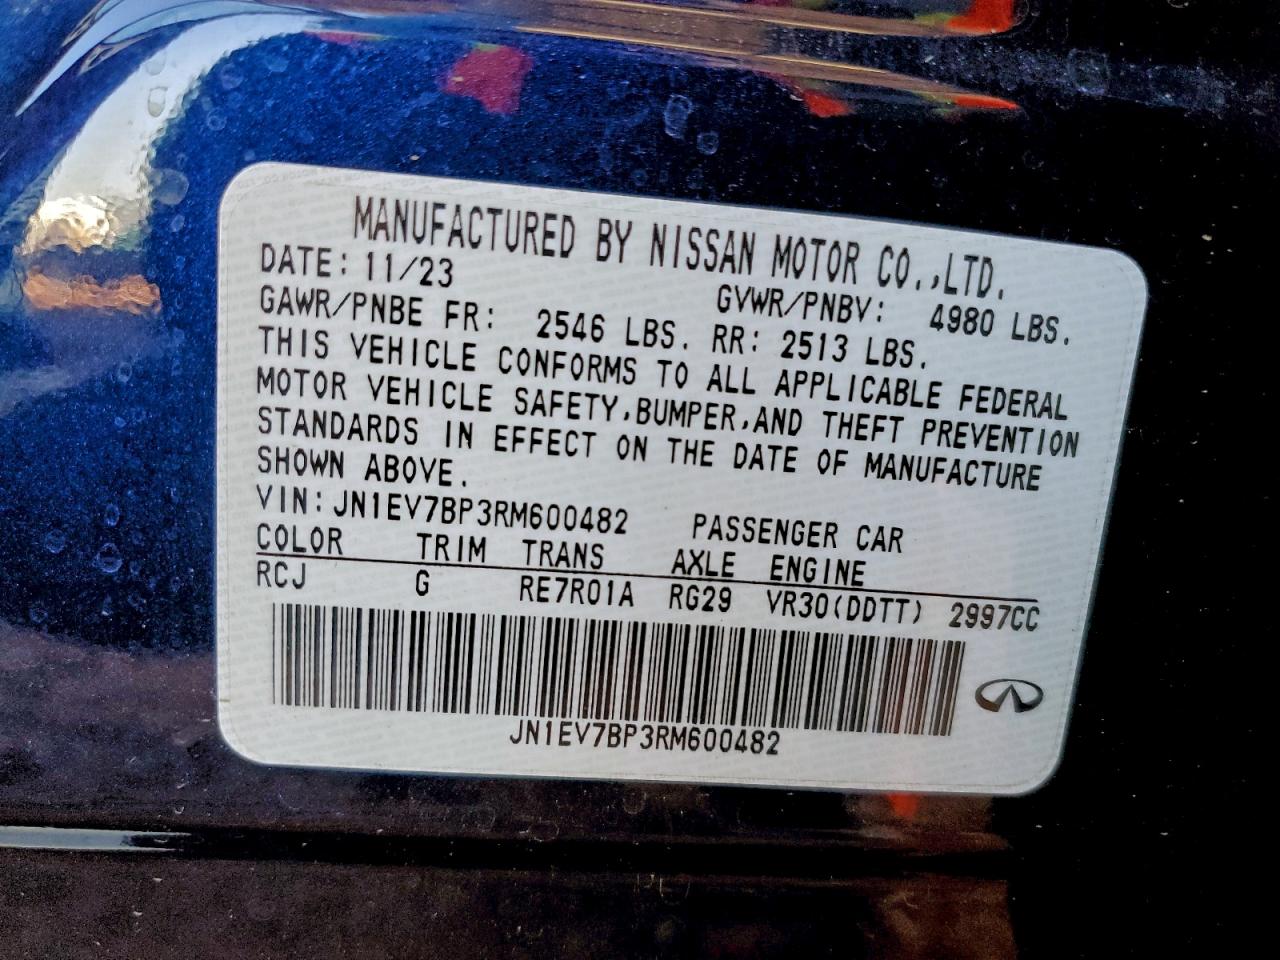 MANUFACTURED BY NISSAN MOTOR CO.,LTD.
DATE: 11/23 GVWR/PNBV: 4980 LBS.
GAWR/PNBE FR: 2546 LBS. RR: 2513 LBS.
THIS VEHICLE CONFORMS TO ALL APPLICABLE FEDERAL
MOTOR VEHICLE SAFETY,BUMPER,AND THEFT PREVENTION
STANDARDS IN EFFECT ON THE DATE OF MANUFACTURE
SHOWN ABOVE.
VIN:JN1EV7BP3RM600482 PASSENGER CAR
COLOR TRIM TRANS AXLE ENGINE
RCJ G RE7R01A RG29 VR30(DDTT) 2997CC
JN1EV7BP3RM600482